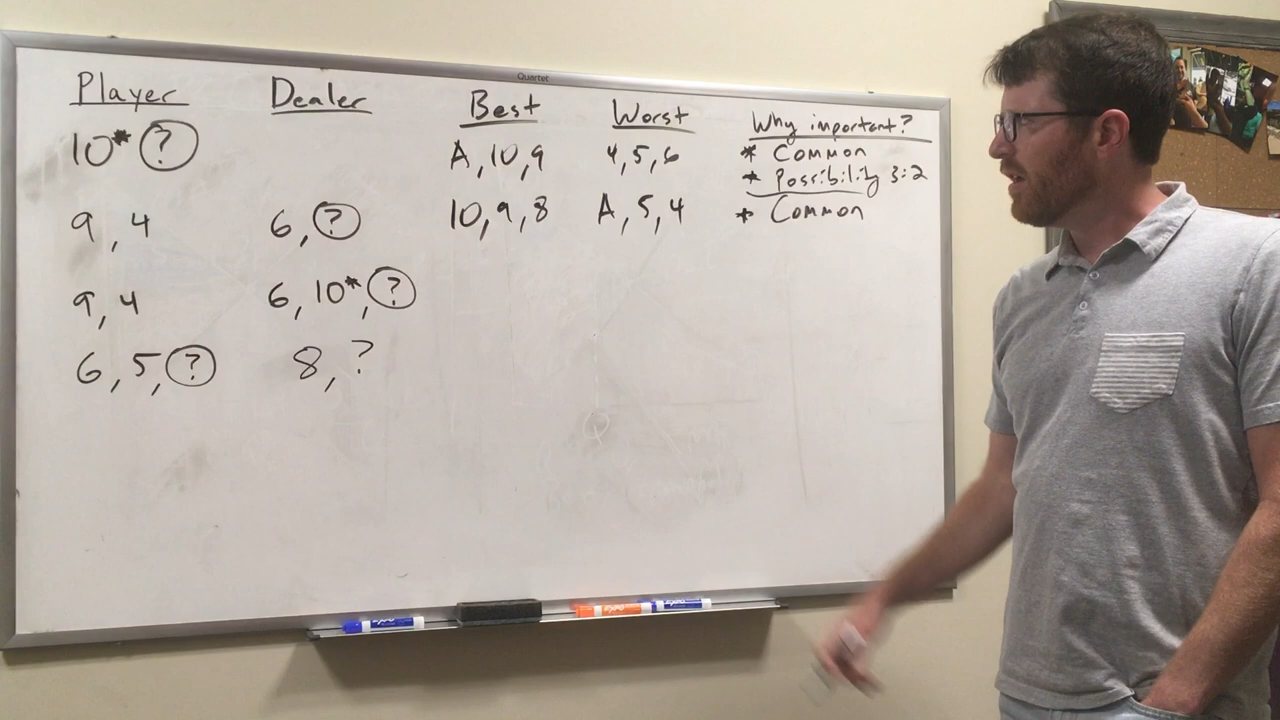 Quartet
Player Dealer Best Worst Why important?
10* ? A, 10, 9 4, 5, 6 * Common
* Possibility 3:2
9, 4 6, ? 10, 9, 8 A, 5, 4 * Common
9, 4 6, 10*, ?
6, 5, ? 8, ?
EXPO